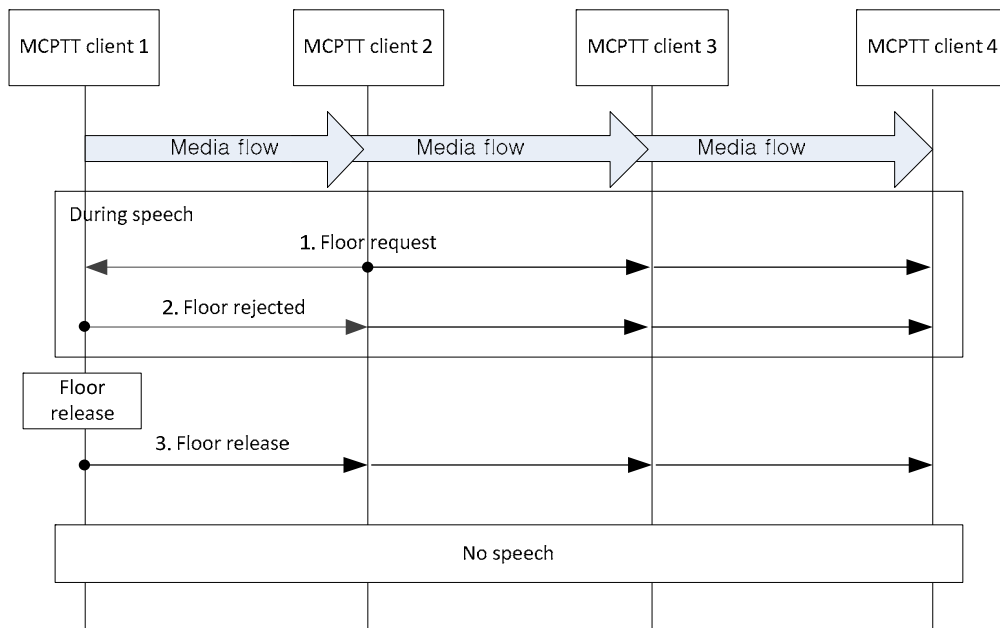 MCPTT client 1
MCPTT client 2
MCPTT client 3
MCPTT client 4
Media flow
Media flow
Media flow
During speech
1. Floor request
2. Floor rejected
Floor
release
3. Floor release
No speech